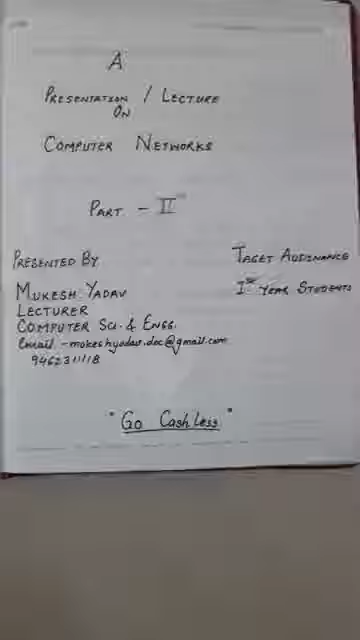 A
PRESENTATION / LECTURE
ON
COMPUTER NETWORKS
PART - II
PRESENTED BY
MUKESH YADAV
LECTURER
COMPUTER SCI. & ENGG.
Email - mukeshyadav.dec@gmail.com
9462311118
TAGET AUDINANCE
Ist YEAR STUDENTS
"Go Cashless"